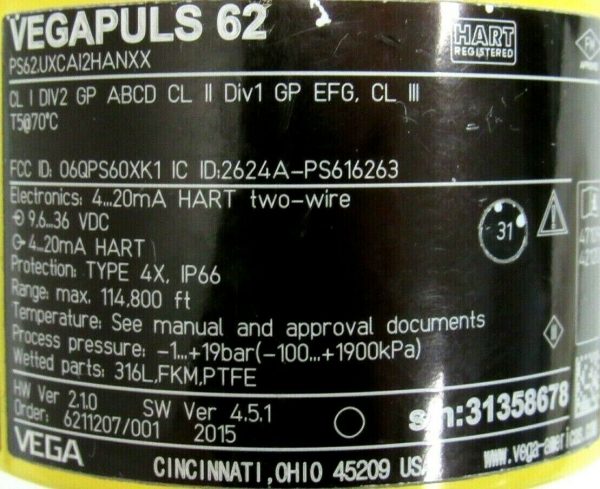 VEGAPULS 62
HART
REGISTERED
FM
PS62.UXCAI2HANXX
CL I DIV2 GP ABCD CL II Div1 GP EFG, CL III
T5@70°C
FCC ID: 06QPS60XK1 IC ID:2624A-PS616263
Electronics: 4...20mA HART two-wire
9,6...36 VDC
4...20mA HART
31
Protection: TYPE 4X, IP66
Range: max. 114,800 ft
Temperature: See manual and approval documents
Process pressure: -1...+19bar(-100...+1900kPa)
Wetted parts: 316L,FKM,PTFE
HW Ver 2.1.0 SW Ver 4.5.1
Order: 6211207/001 2015
s/n:31358678
VEGA
CINCINNATI,OHIO 45209 USA
www.vega-americas.com